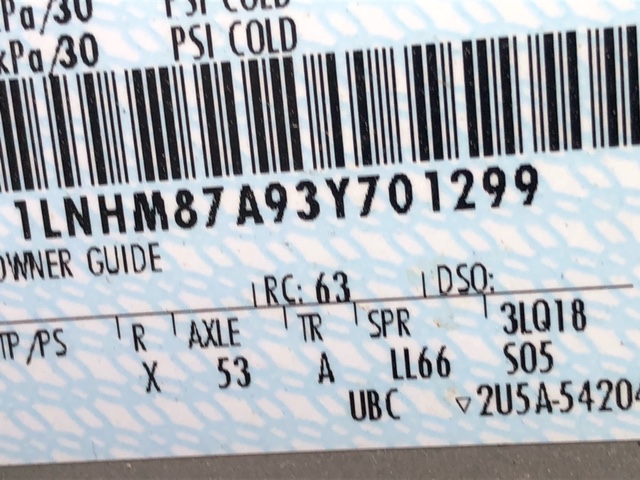 kPa/30 PSI COLD
kPa/30 PSI COLD
1LNHM87A93Y701299
OWNER GUIDE
RC: 63 DSO:
TP/PS R AXLE TR SPR 3LQ18
X 53 A LL66 S05
UBC ▿2U5A-54204